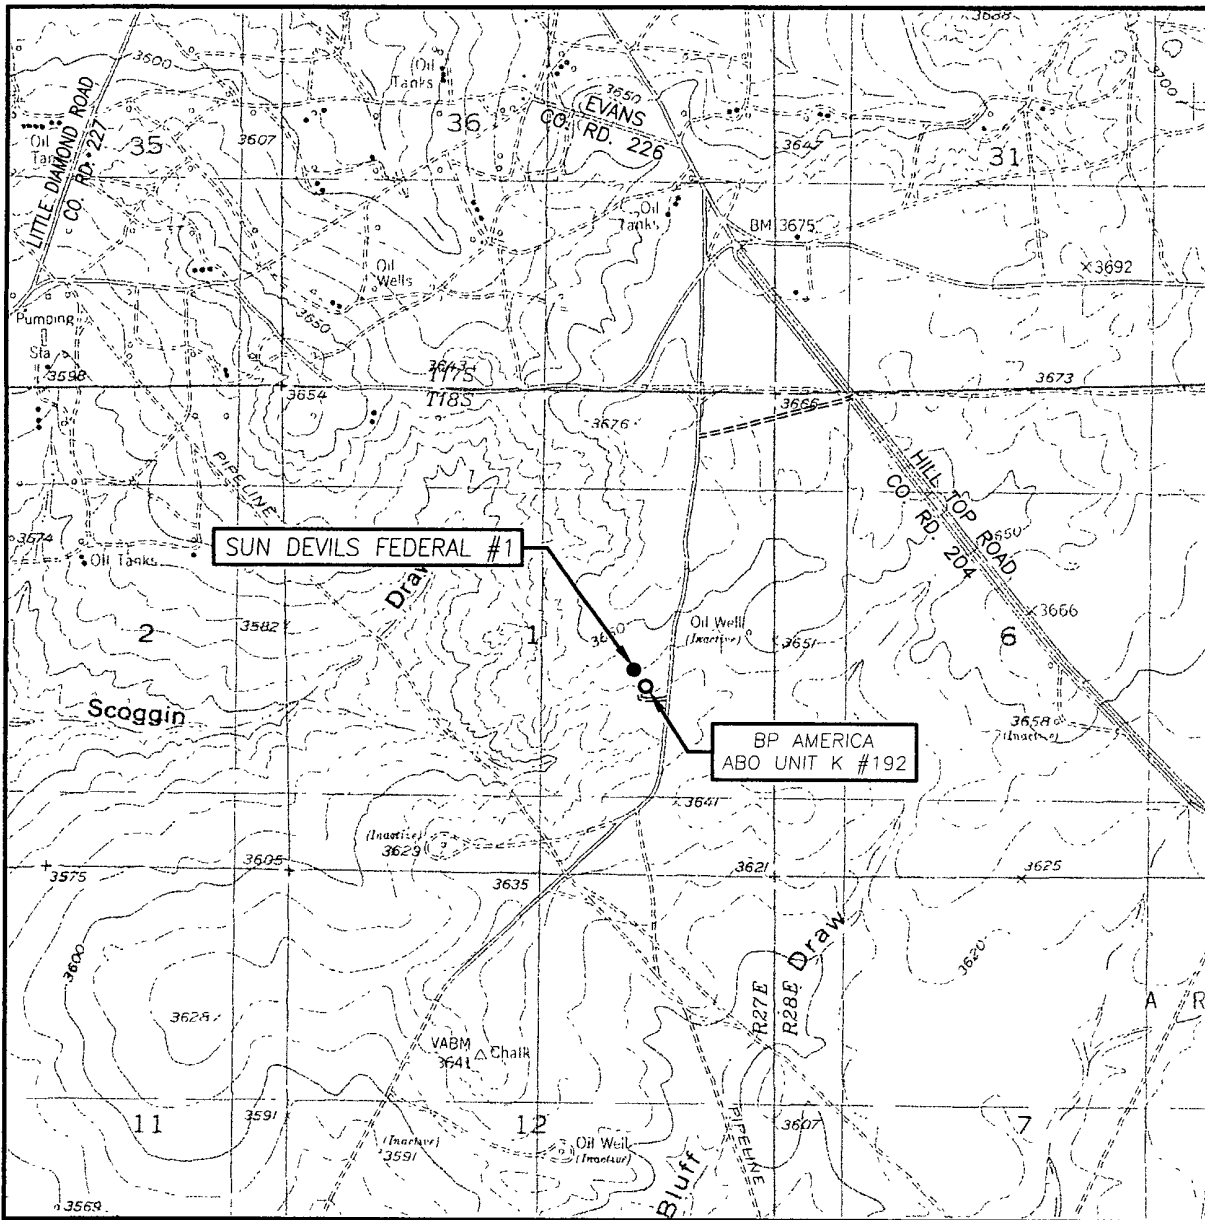 3688
3600
Oil
Tanks
3650
EVANS
CO. RD. 226
3700
LITTLE DIAMOND ROAD
CO. RD. 227
Oil
35
3607
36
3647
31
Oil
Tanks
BM 3675
×3692
Oil
Wells
Pumping
Sta
3650
3598
3643
T17S
T18S
3654
3666
3673
3676
HILL TOP ROAD
CO. RD. 204
PIPELINE
3574
Oil Tanks
SUN DEVILS FEDERAL #1
3650
Draw
2
3582
1
3650
Oil Well
(Inactive)
3651
6
×3666
Scoggin
3658
(Inactive)
BP AMERICA
ABO UNIT K #192
3641
(Inactive)
3623
3575
3605
3635
3621
3625
3600
Draw
3620
R27E
R28E
A R
3628
VABM
3641
Chalk
11
3591
12
3607
7
(Inactive)
3591
Oil Well
(Inactive)
PIPELINE
Bluff
3569